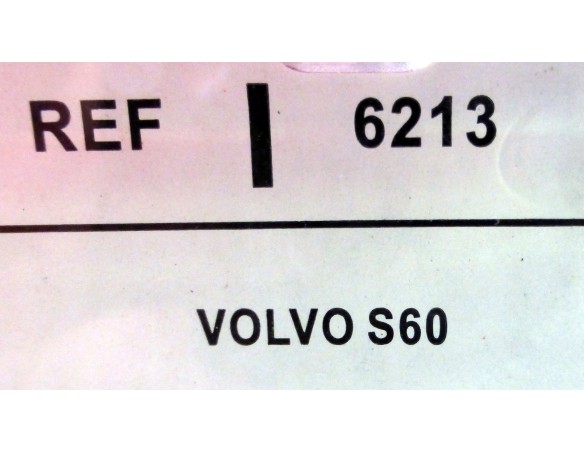 REF | 6213
VOLVO S60